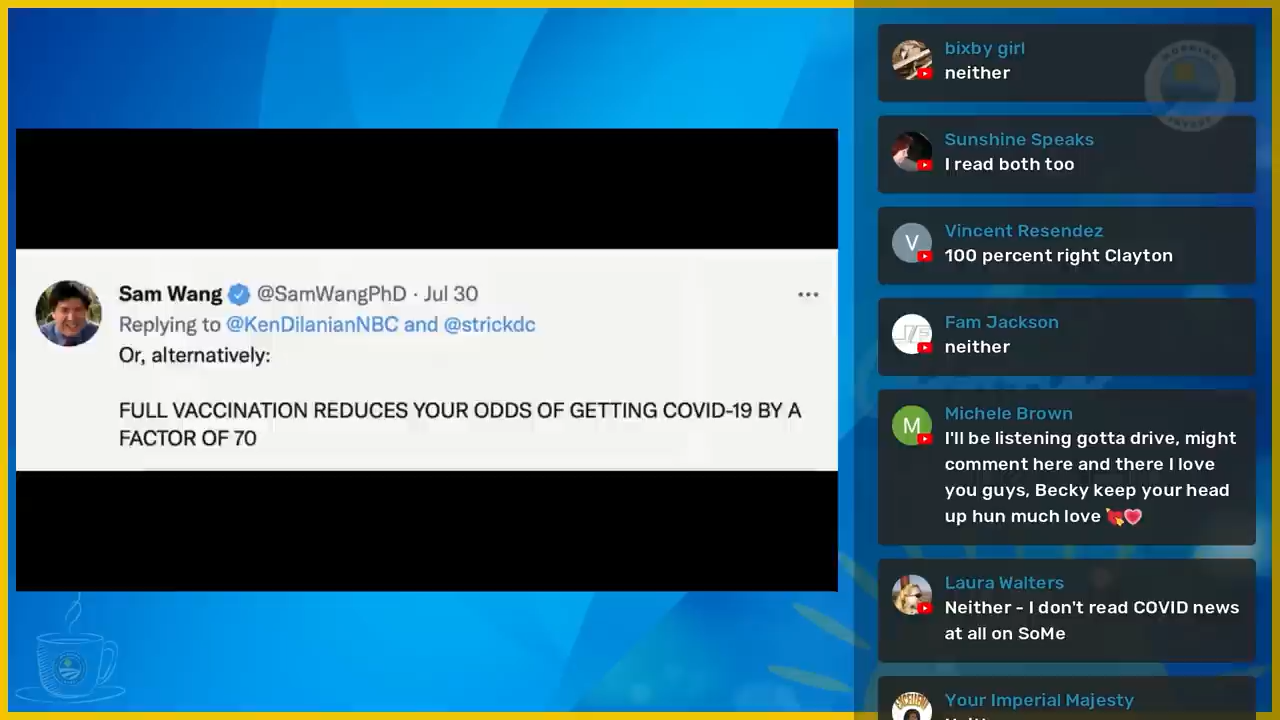 Sam Wang @SamWangPhD · Jul 30
Replying to @KenDilanianNBC and @strickdc
Or, alternatively:
FULL VACCINATION REDUCES YOUR ODDS OF GETTING COVID-19 BY A
FACTOR OF 70
bixby girl
neither
MORNING
INVEST
Sunshine Speaks
I read both too
V
Vincent Resendez
100 percent right Clayton
Fam Jackson
neither
M
Michele Brown
I'll be listening gotta drive, might
comment here and there I love
you guys, Becky keep your head
up hun much love 💘💗
Laura Walters
Neither - I don't read COVID news
at all on SoMe
Your Imperial Majesty